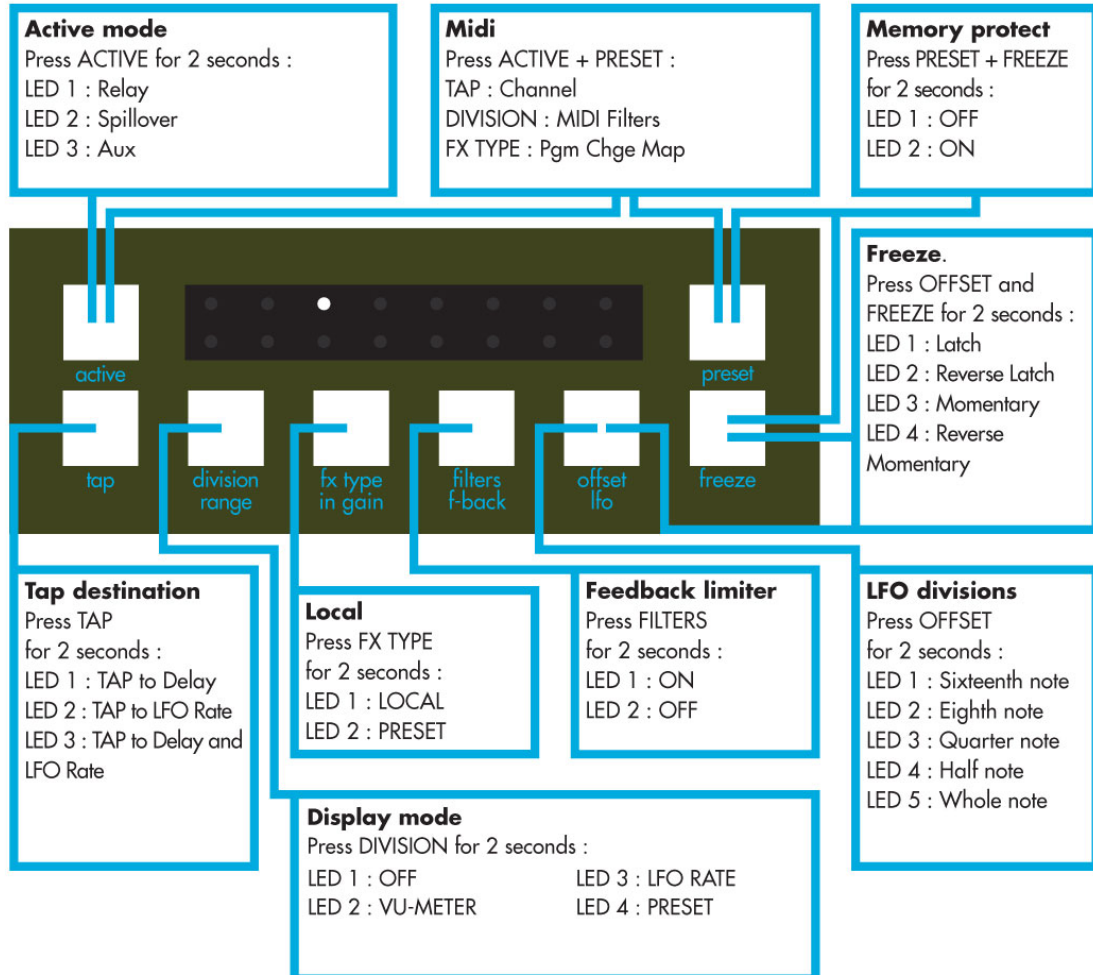 Active mode
Press ACTIVE for 2 seconds :
LED 1 : Relay
LED 2 : Spillover
LED 3 : Aux
Midi
Press ACTIVE + PRESET :
TAP : Channel
DIVISION : MIDI Filters
FX TYPE : Pgm Chge Map
Memory protect
Press PRESET + FREEZE
for 2 seconds :
LED 1 : OFF
LED 2 : ON
active
preset
tap
division
range
fx type
in gain
filters
f-back
offset
lfo
freeze
Freeze.
Press OFFSET and
FREEZE for 2 seconds :
LED 1 : Latch
LED 2 : Reverse Latch
LED 3 : Momentary
LED 4 : Reverse
Momentary
Tap destination
Press TAP
for 2 seconds :
LED 1 : TAP to Delay
LED 2 : TAP to LFO Rate
LED 3 : TAP to Delay and
LFO Rate
Local
Press FX TYPE
for 2 seconds :
LED 1 : LOCAL
LED 2 : PRESET
Feedback limiter
Press FILTERS
for 2 seconds :
LED 1 : ON
LED 2 : OFF
LFO divisions
Press OFFSET
for 2 seconds :
LED 1 : Sixteenth note
LED 2 : Eighth note
LED 3 : Quarter note
LED 4 : Half note
LED 5 : Whole note
Display mode
Press DIVISION for 2 seconds :
LED 1 : OFF
LED 2 : VU-METER
LED 3 : LFO RATE
LED 4 : PRESET